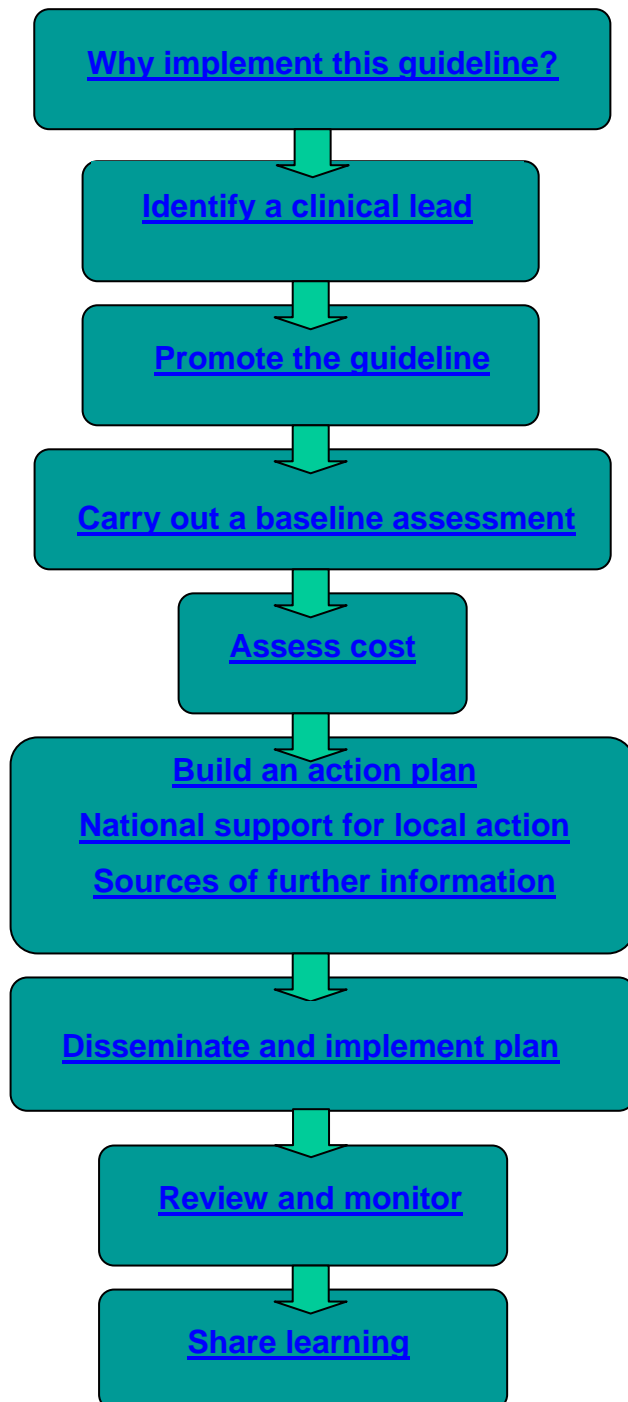 Why implement this guideline?
Identify a clinical lead
Promote the guideline
Carry out a baseline assessment
Assess cost
Build an action plan
National support for local action
Sources of further information
Disseminate and implement plan
Review and monitor
Share learning